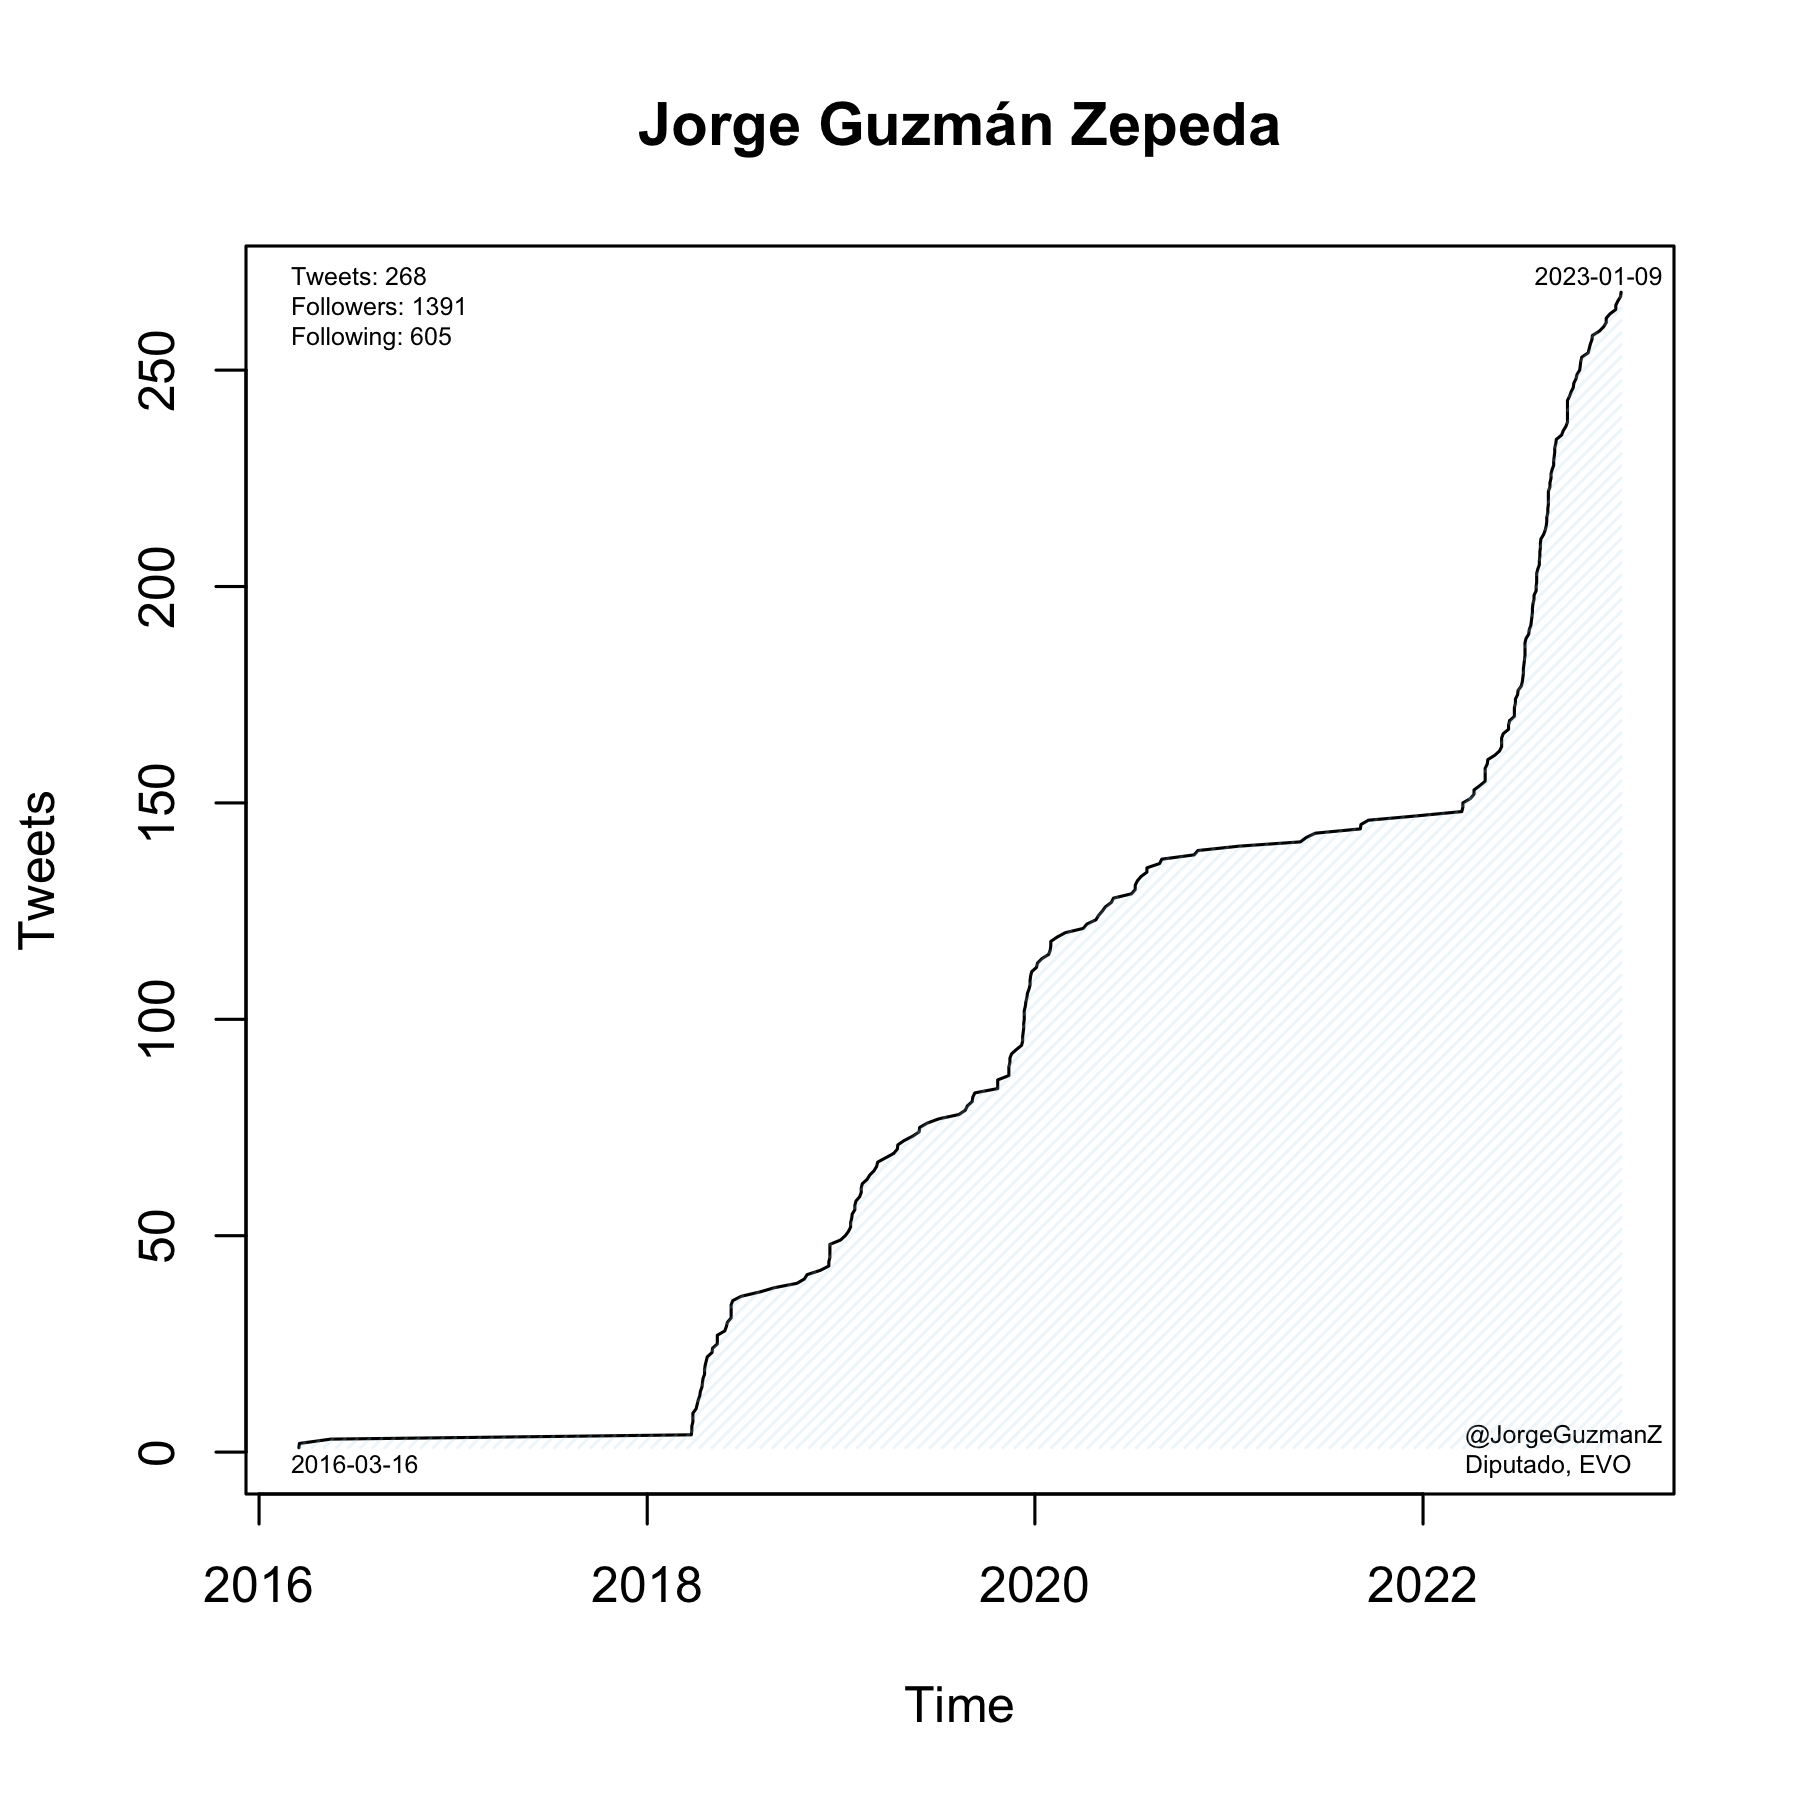 Jorge Guzmán Zepeda
Tweets: 268
Followers: 1391
Following: 605
2023-01-09
250
200
150
100
50
0
Tweets
2016-03-16
@JorgeGuzmanZ
Diputado, EVO
2016
2018
2020
2022
Time